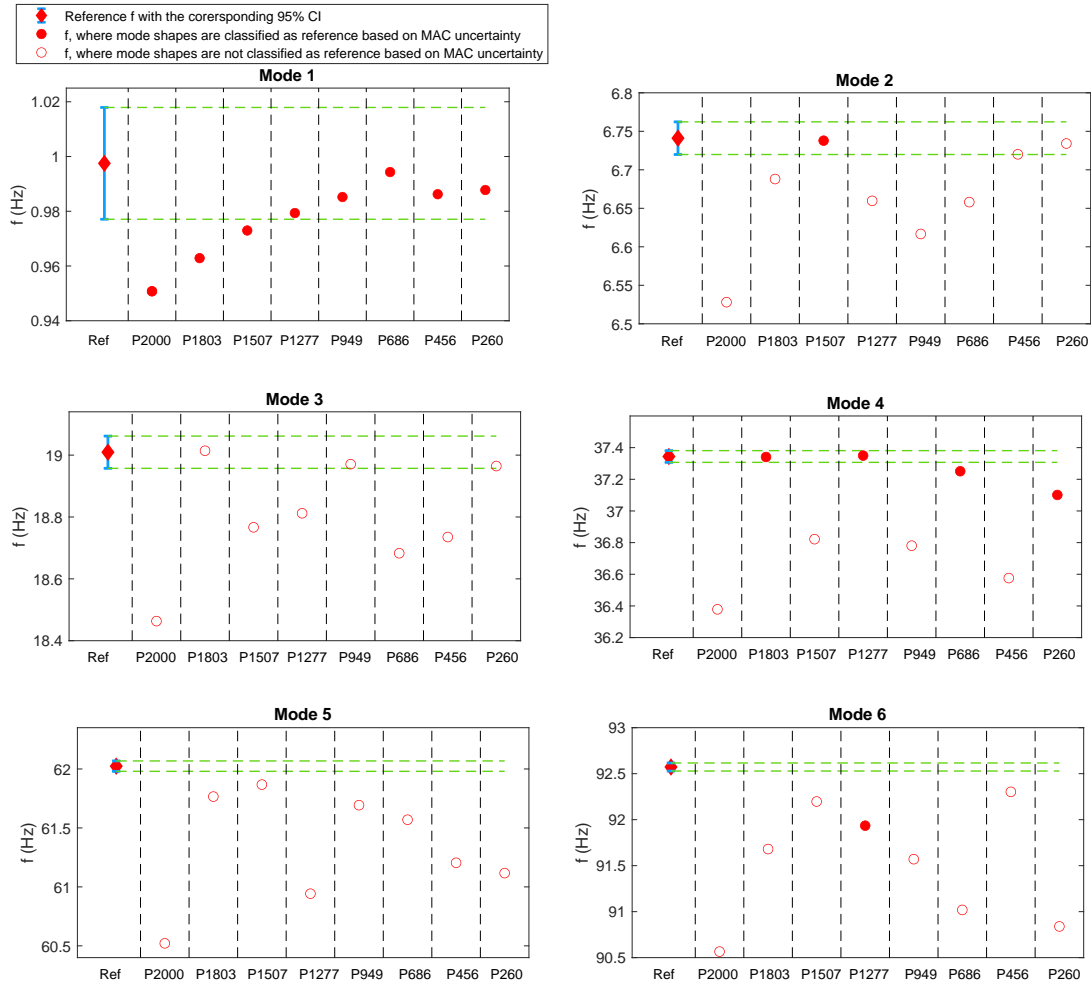 Reference f with the corersponding 95% CI
f, where mode shapes are classified as reference based on MAC uncertainty
f, where mode shapes are not classified as reference based on MAC uncertainty
Mode 1
1.02
1
0.98
0.96
0.94
f (Hz)
Ref P2000 P1803 P1507 P1277 P949 P686 P456 P260
Mode 2
6.8
6.75
6.7
6.65
6.6
6.55
6.5
f (Hz)
Ref P2000 P1803 P1507 P1277 P949 P686 P456 P260
Mode 3
19
18.8
18.6
18.4
f (Hz)
Ref P2000 P1803 P1507 P1277 P949 P686 P456 P260
Mode 4
37.4
37.2
37
36.8
36.6
36.4
36.2
f (Hz)
Ref P2000 P1803 P1507 P1277 P949 P686 P456 P260
Mode 5
62
61.5
61
60.5
f (Hz)
Ref P2000 P1803 P1507 P1277 P949 P686 P456 P260
Mode 6
93
92.5
92
91.5
91
90.5
f (Hz)
Ref P2000 P1803 P1507 P1277 P949 P686 P456 P260